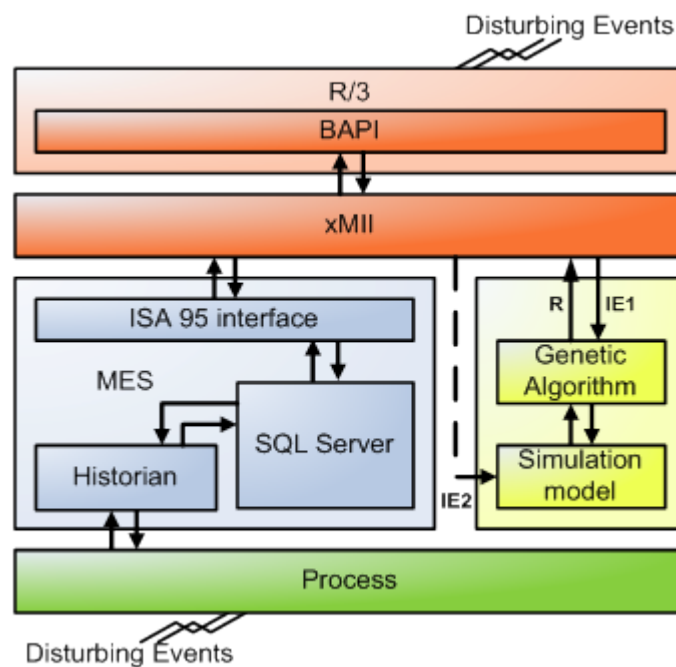 Disturbing Events
R/3
BAPI
xMII
ISA 95 interface
R
IE1
MES
Genetic
Algorithm
SQL Server
Historian
Simulation
model
IE2
Process
Disturbing Events